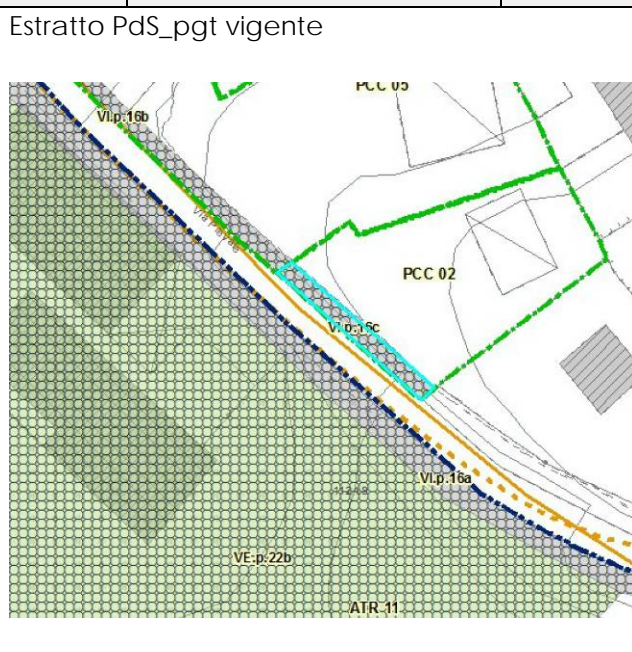 Estratto PdS_pgt vigente
PCC 05
VI.p.16b
PCC 02
VI.p.16c
VI.p.16a
VE.p.22b
ATR 11